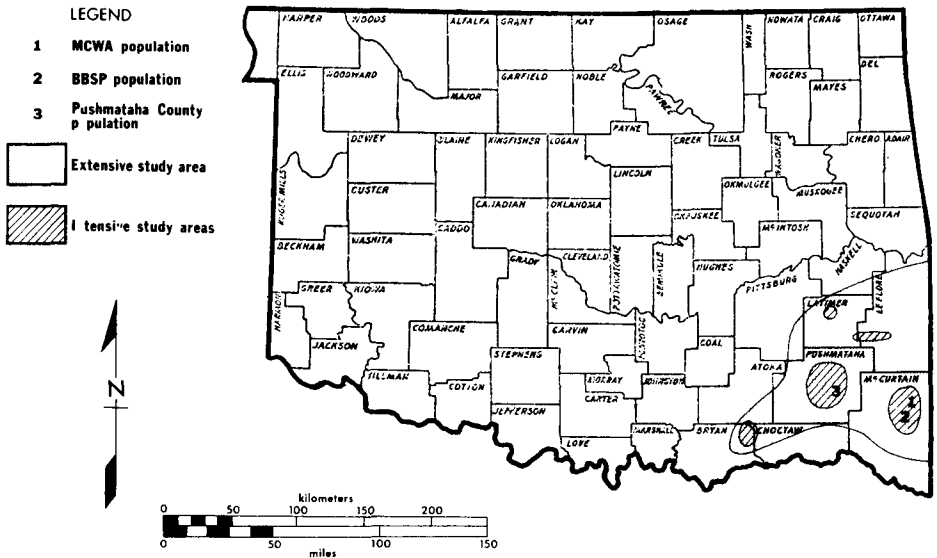 LEGEND
1 MCWA population
2 BBSP population
3 Pushmataha County
p pulation
Extensive study area
I tensive study areas
N
kilometers
0 50 100 150 200
0 50 100 150
miles
HARPER WOODS ALFALFA GRANT KAY OSAGE WASH NOWATA CRAIG OTTAWA
ELLIS WOODWARD MAJOR GARFIELD NOBLE PAWNEE ROGERS MAYES DEL
ROGER MILLS DEWEY BLAINE KINGFISHER LOGAN PAYNE CREEK TULSA WAGONER CHERO ADAIR
CUSTER CANADIAN OKLAHOMA LINCOLN OKFUSKEE OKMULGEE MUSKOGEE SEQUOYAH
BECKHAM WASHITA CADDO GRADY CLEVELAND POTTAWATOMIE SEMINOLE HUGHES McINTOSH HASKELL
HARMON GREER KIOWA COMANCHE McCLAIN GARVIN PONTOTOC COAL PITTSBURG LATIMER LE FLORE
JACKSON TILLMAN COTTON STEPHENS MURRAY JOHNSTON ATOKA PUSHMATAHA McCURTAIN
JEFFERSON CARTER LOVE MARSHALL BRYAN CHOCTAW
3 1
2